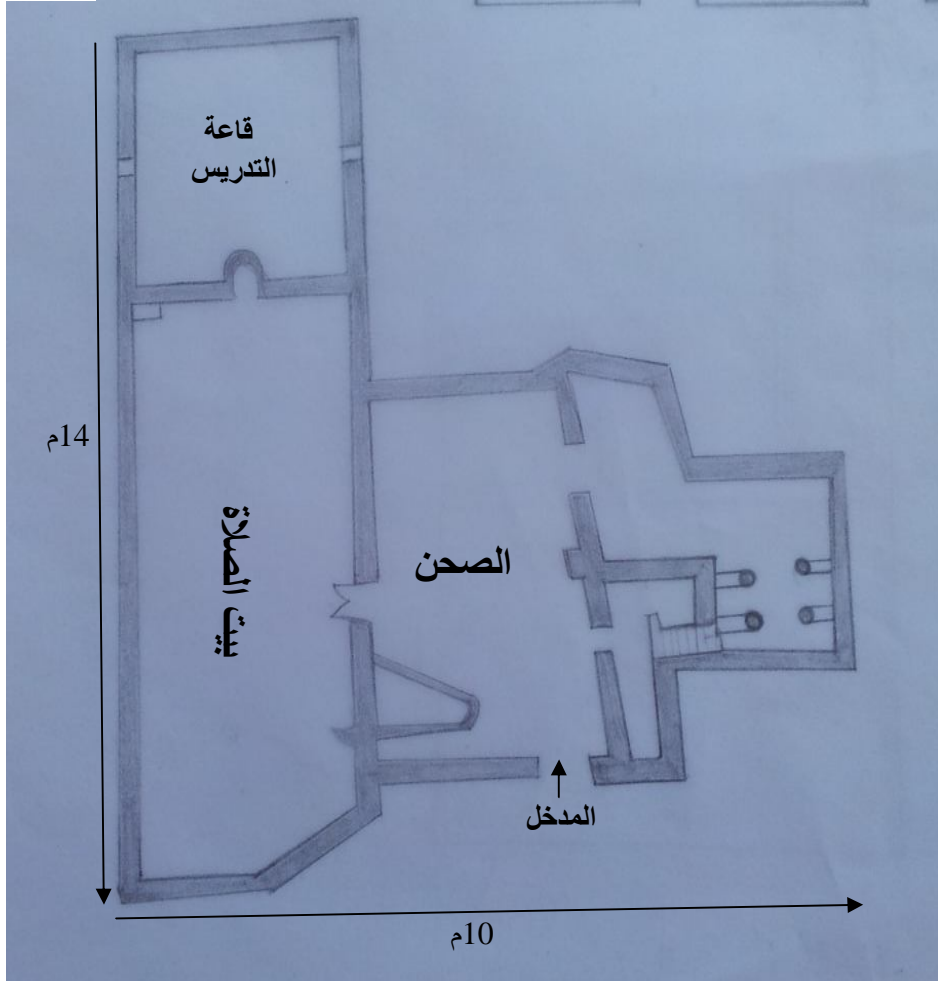 قاعة
التدريس
14م
بيت الصلاة
الصحن
المدخل
10م